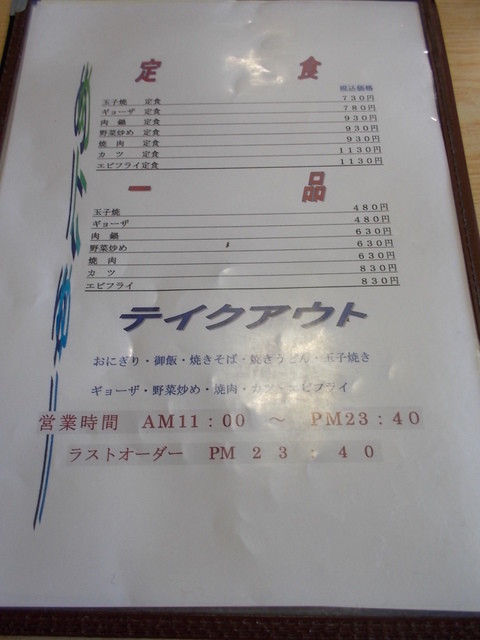 定 食
税込価格
玉子焼 定食 730円
ギョーザ 定食 780円
肉 鍋 定食 930円
野菜炒め 定食 930円
焼 肉 定食 930円
カ ツ 定食 1130円
エビフライ定食 1130円
一 品
玉子焼 480円
ギョーザ 480円
肉 鍋 630円
野菜炒め 630円
焼 肉 630円
カ ツ 830円
エビフライ 830円
テイクアウト
おにぎり・御飯・焼きそば・焼きうどん・玉子焼き
ギョーザ・野菜炒め・焼肉・カツ・エビフライ
営業時間 AM11:00 ~ PM23:40
ラストオーダー PM 23:40